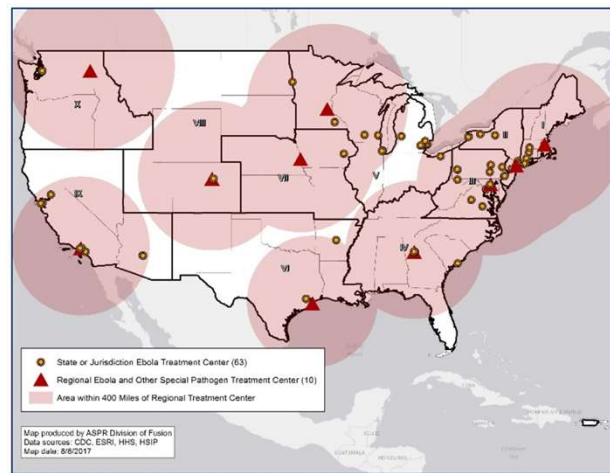 X
VIII
II
I
V
III
IX
VII
IV
VI
State or Jurisdiction Ebola Treatment Center (63)
Regional Ebola and Other Special Pathogen Treatment Center (10)
Area within 400 Miles of Regional Treatment Center
Map produced by ASPR Division of Fusion
Data sources: CDC, ESRI, HHS, HSIP
Map date: 8/8/2017